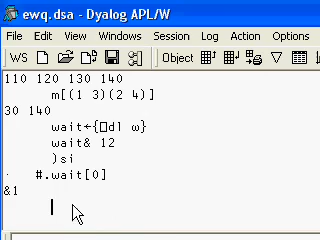 ewq.dsa - Dyalog APL/W
File Edit View Windows Session Log Action Options
WS Object
110 120 130 140
m[(1 3)(2 4)]
30 140
wait←{⎕dl ω}
wait& 12
)si
· #.wait[0]
&1